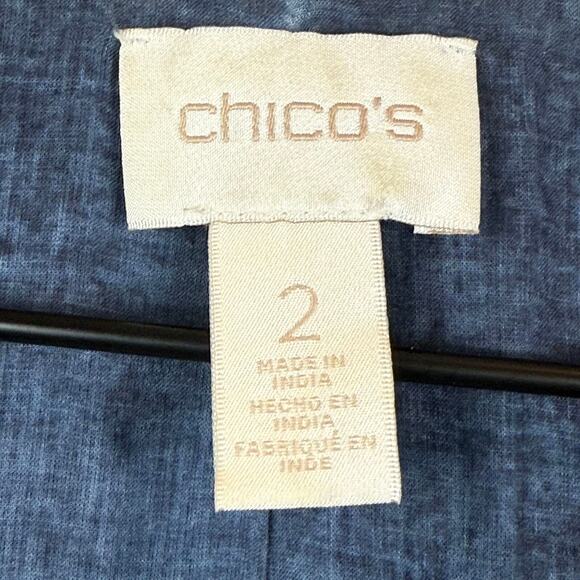 chico's
2
MADE IN
INDIA
HECHO EN
INDIA
FABRIQUÉ EN
INDE